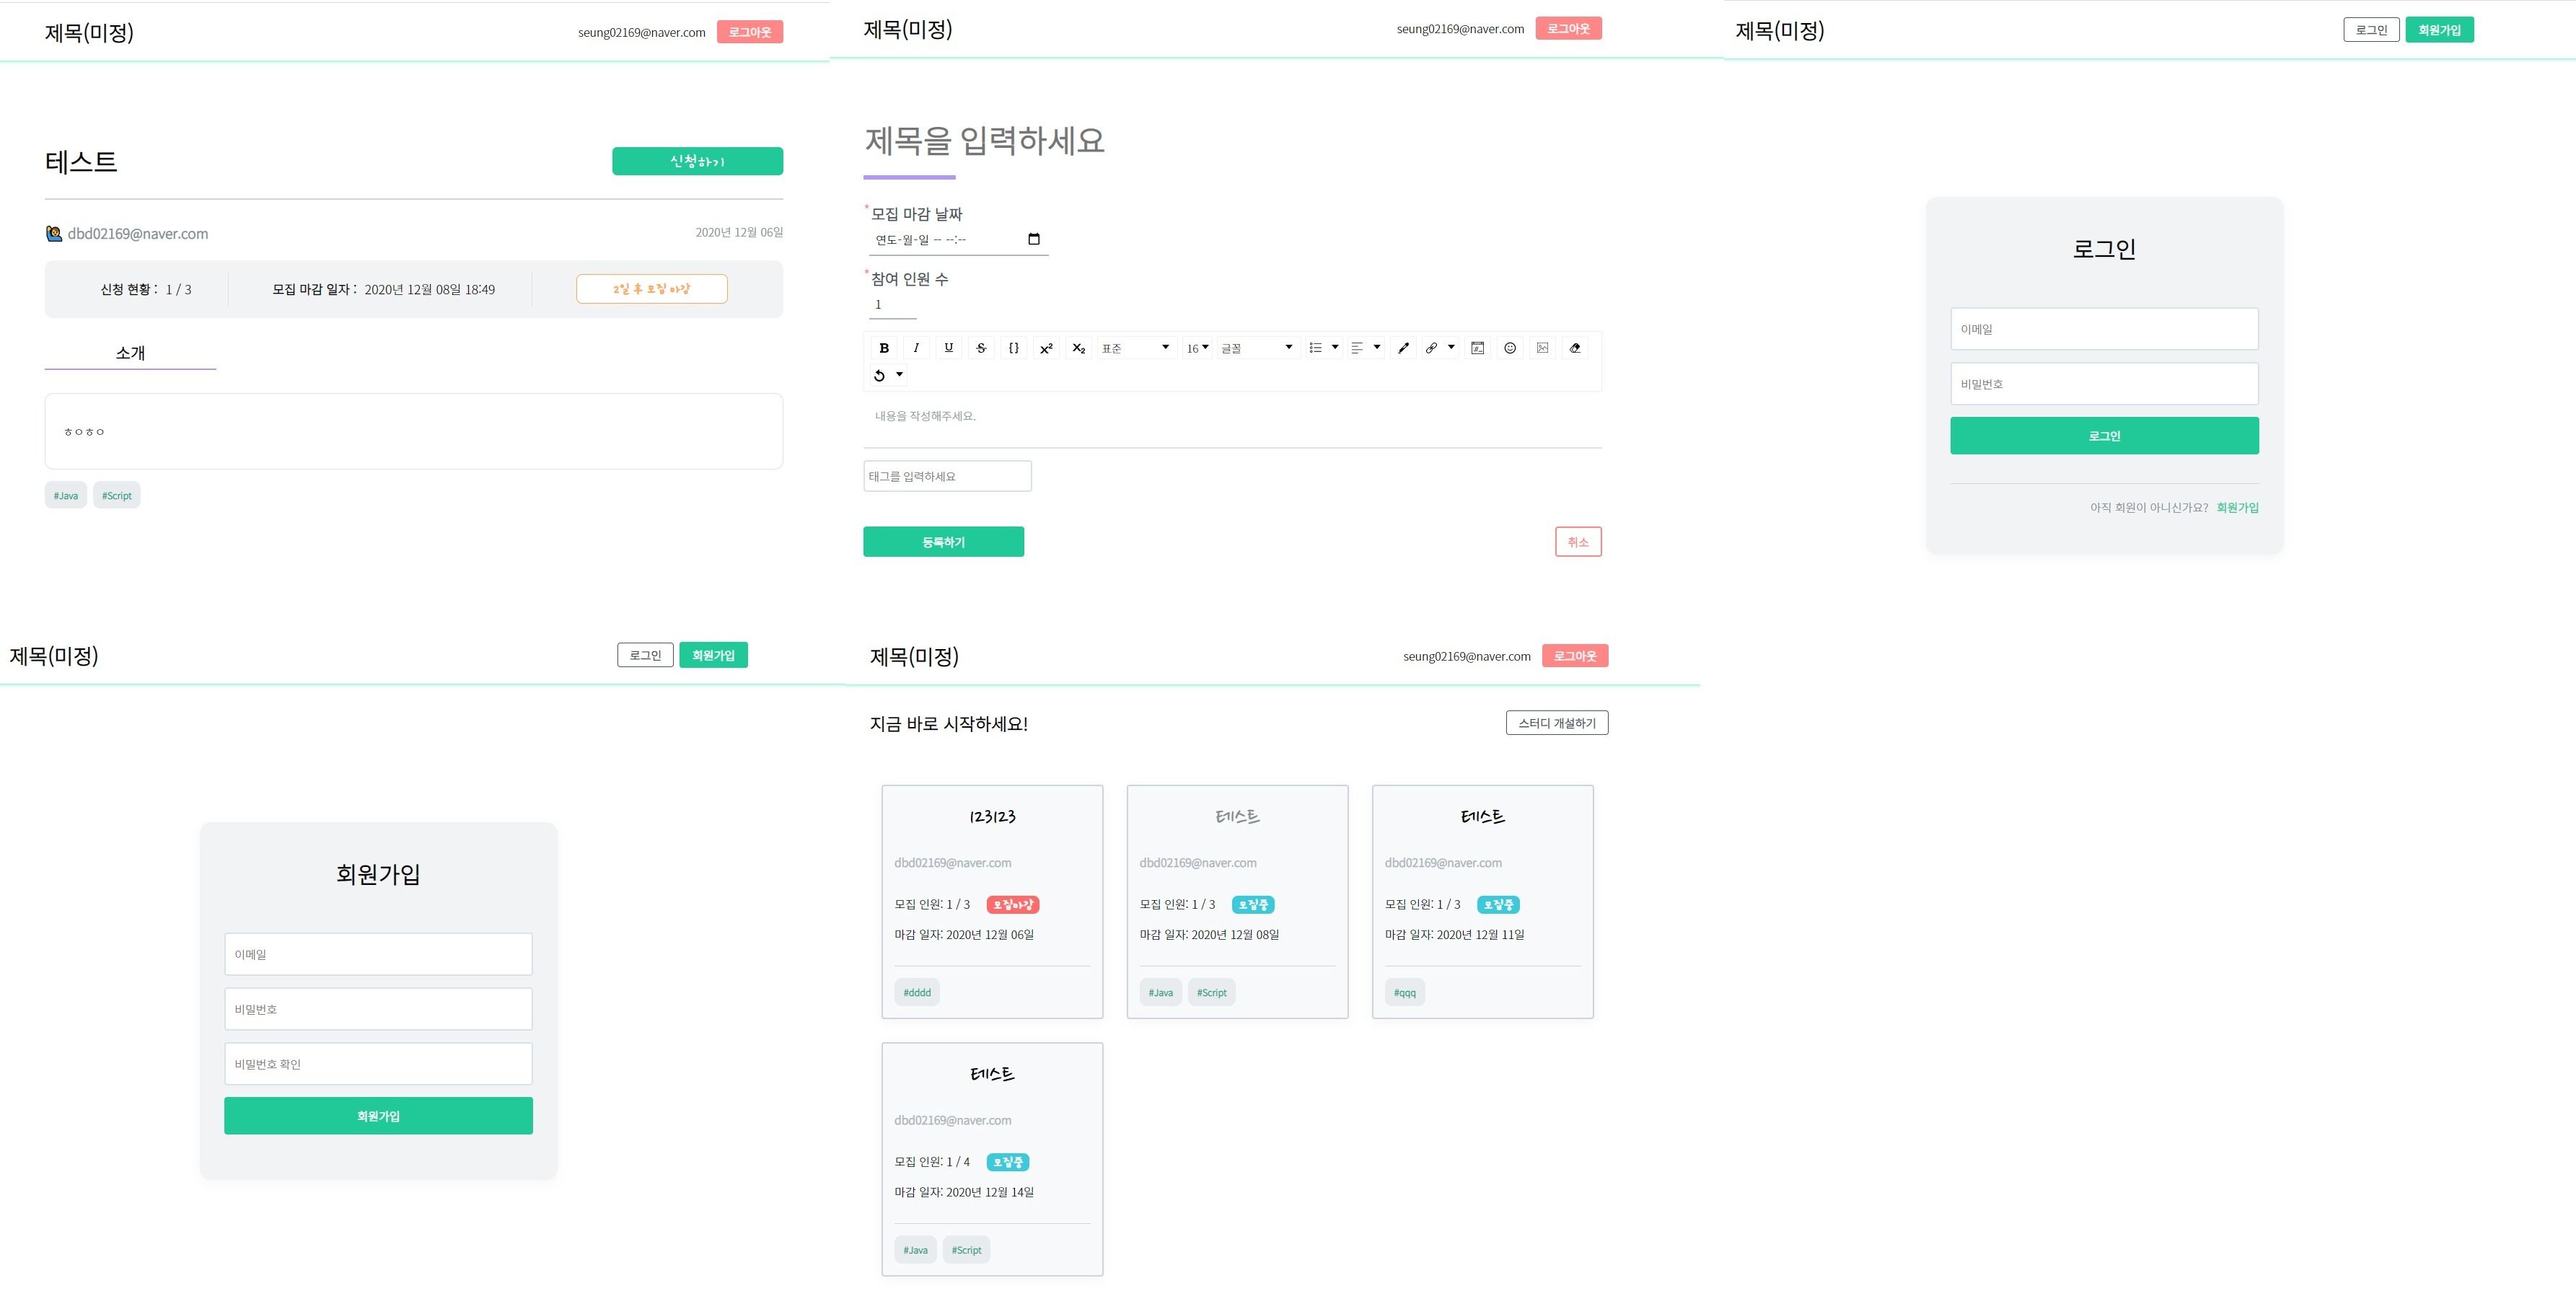 제목(미정)
seung02169@naver.com 로그아웃
테스트
신청하기
dbd02169@naver.com
2020년 12월 06일
신청 현황 : 1 / 3
모집 마감 일자 : 2020년 12월 08일 18:49
2일 후 모집 마감
소개
ㅎㅇㅎㅇ
#Java #Script
제목(미정)
seung02169@naver.com 로그아웃
제목을 입력하세요
* 모집 마감 날짜
연도-월-일 -- --:--
* 참여 인원 수
1
B I U S {} X² X₂ 표준 16 글꼴
내용을 작성해주세요.
태그를 입력하세요
등록하기
취소
제목(미정)
로그인 회원가입
로그인
이메일
비밀번호
로그인
아직 회원이 아니신가요? 회원가입
제목(미정)
로그인 회원가입
회원가입
이메일
비밀번호
비밀번호 확인
회원가입
제목(미정)
seung02169@naver.com 로그아웃
지금 바로 시작하세요!
스터디 개설하기
123123
dbd02169@naver.com
모집 인원: 1 / 3 모집마감
마감 일자: 2020년 12월 06일
#dddd
테스트
dbd02169@naver.com
모집 인원: 1 / 3 모집중
마감 일자: 2020년 12월 08일
#Java #Script
테스트
dbd02169@naver.com
모집 인원: 1 / 3 모집중
마감 일자: 2020년 12월 11일
#qqq
테스트
dbd02169@naver.com
모집 인원: 1 / 4 모집중
마감 일자: 2020년 12월 14일
#Java #Script